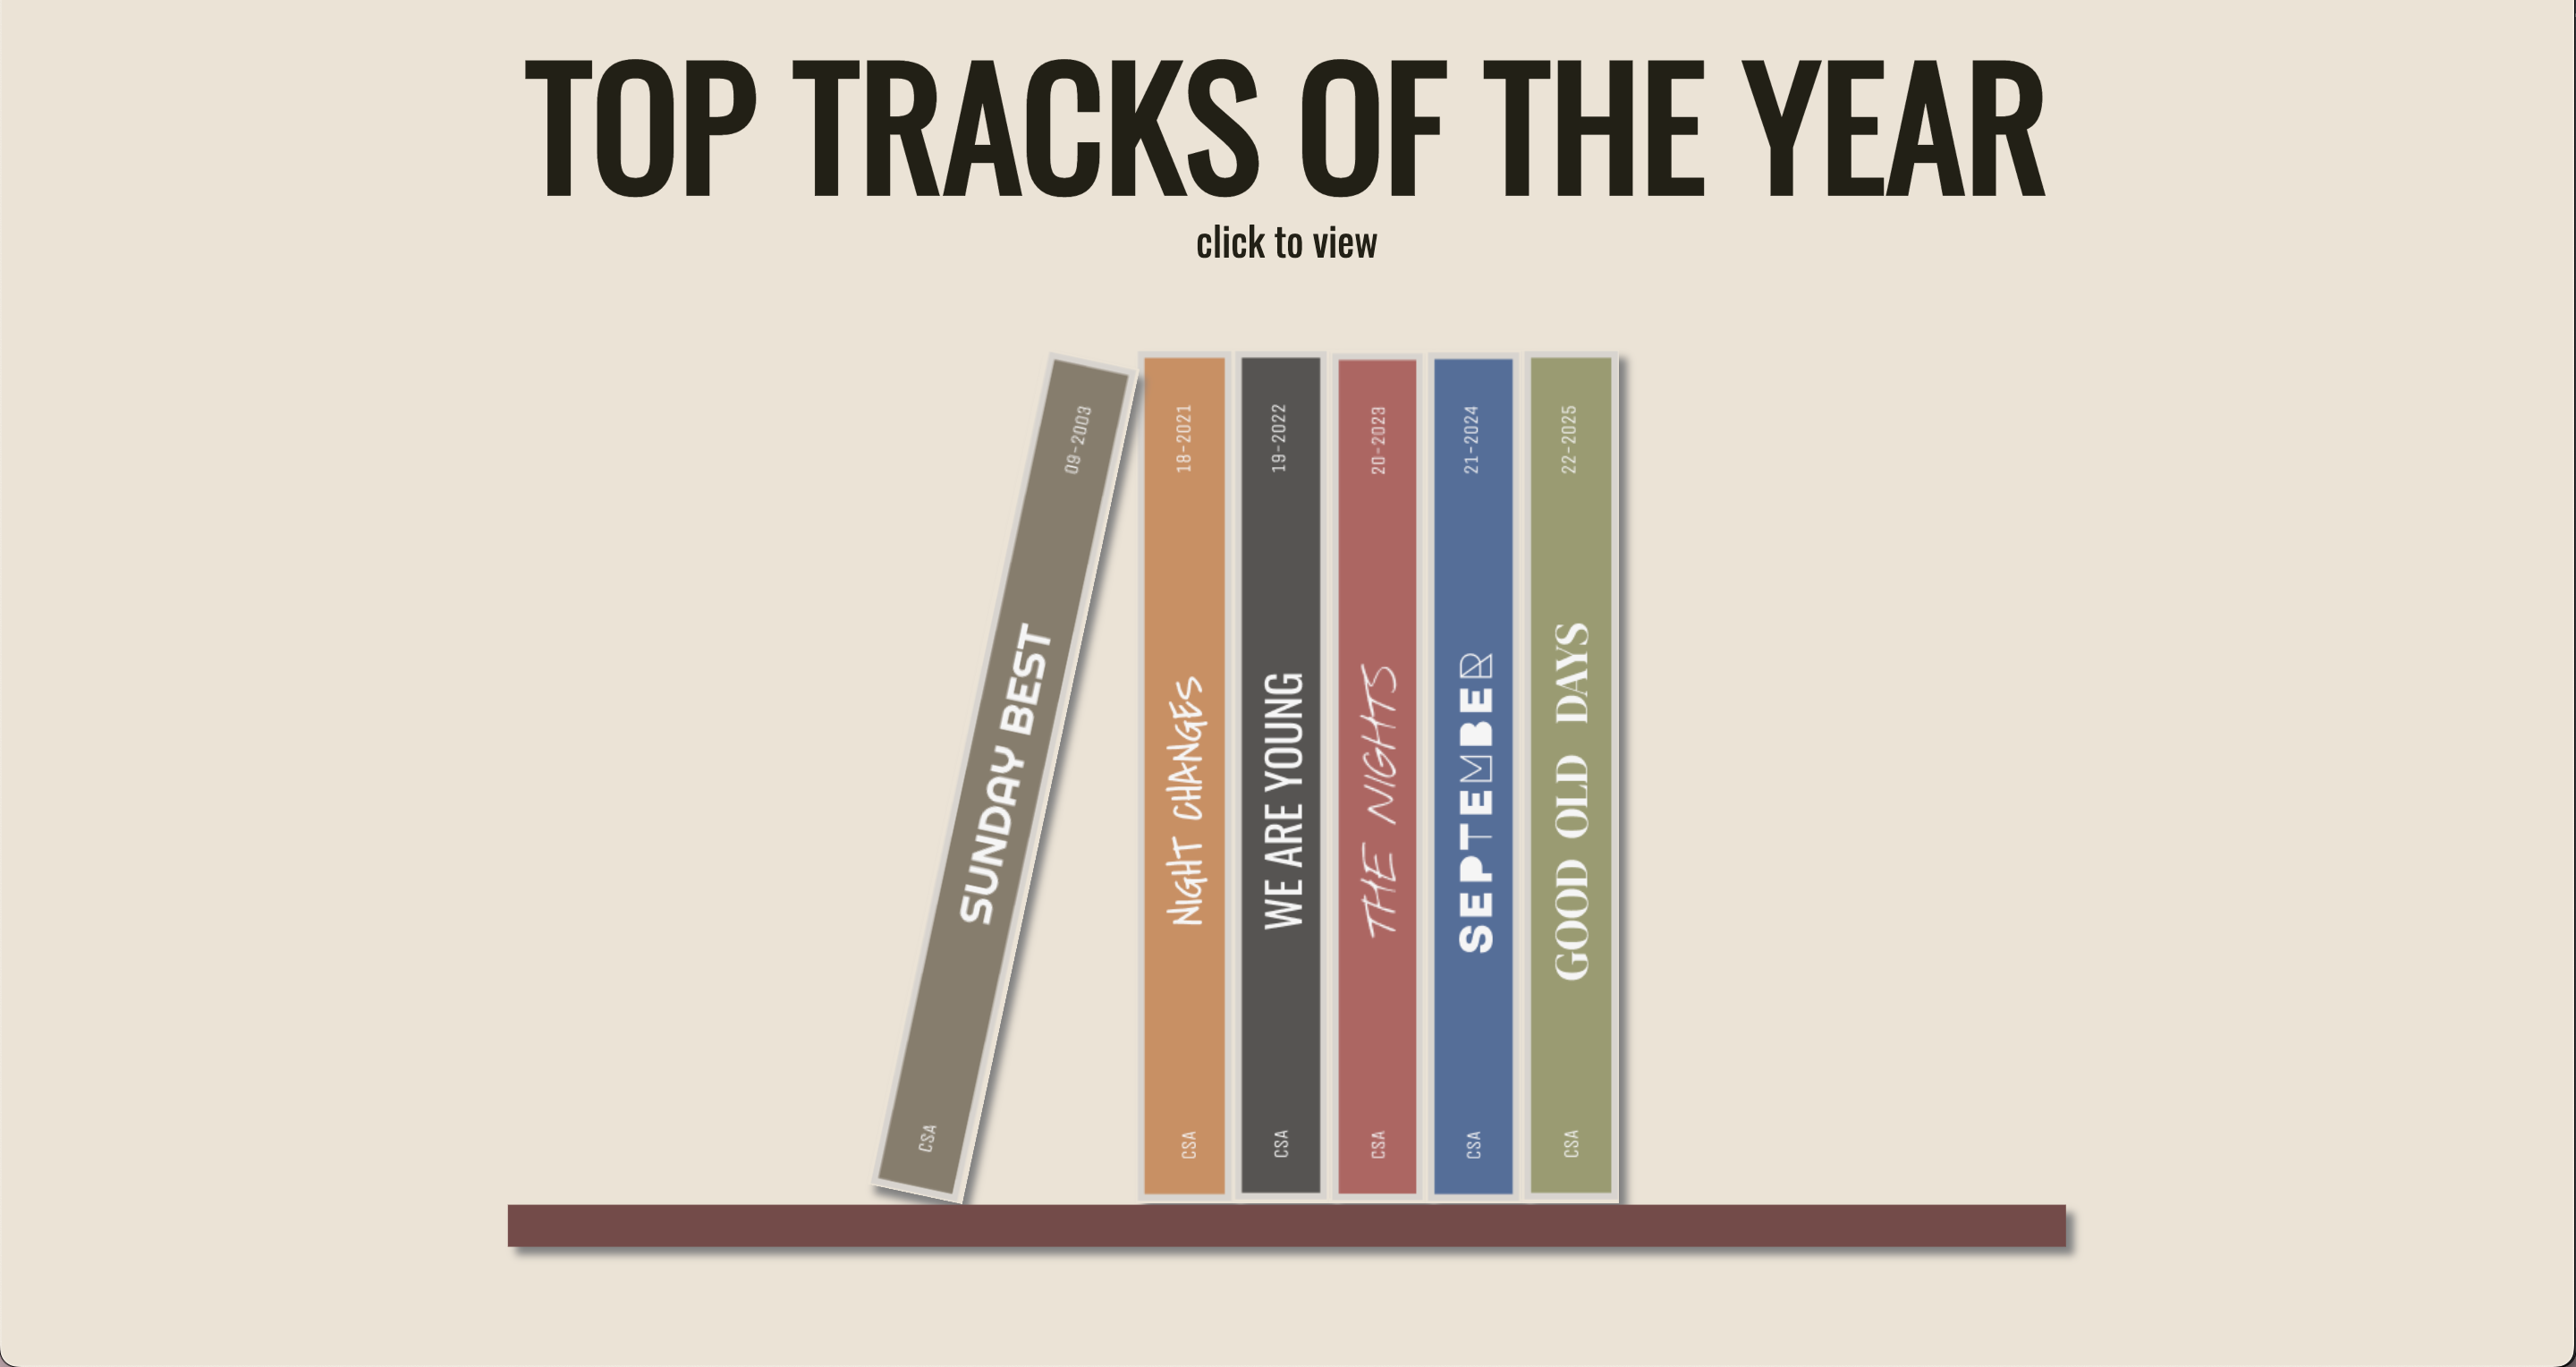 TOP TRACKS OF THE YEAR
click to view
09-2003
SUNDAY BEST
CSA
18-2021
NIGHT CHANGES
CSA
19-2022
WE ARE YOUNG
CSA
20-2023
THE NIGHTS
CSA
21-2024
SEPTEMBER
CSA
22-2025
GOOD OLD DAYS
CSA